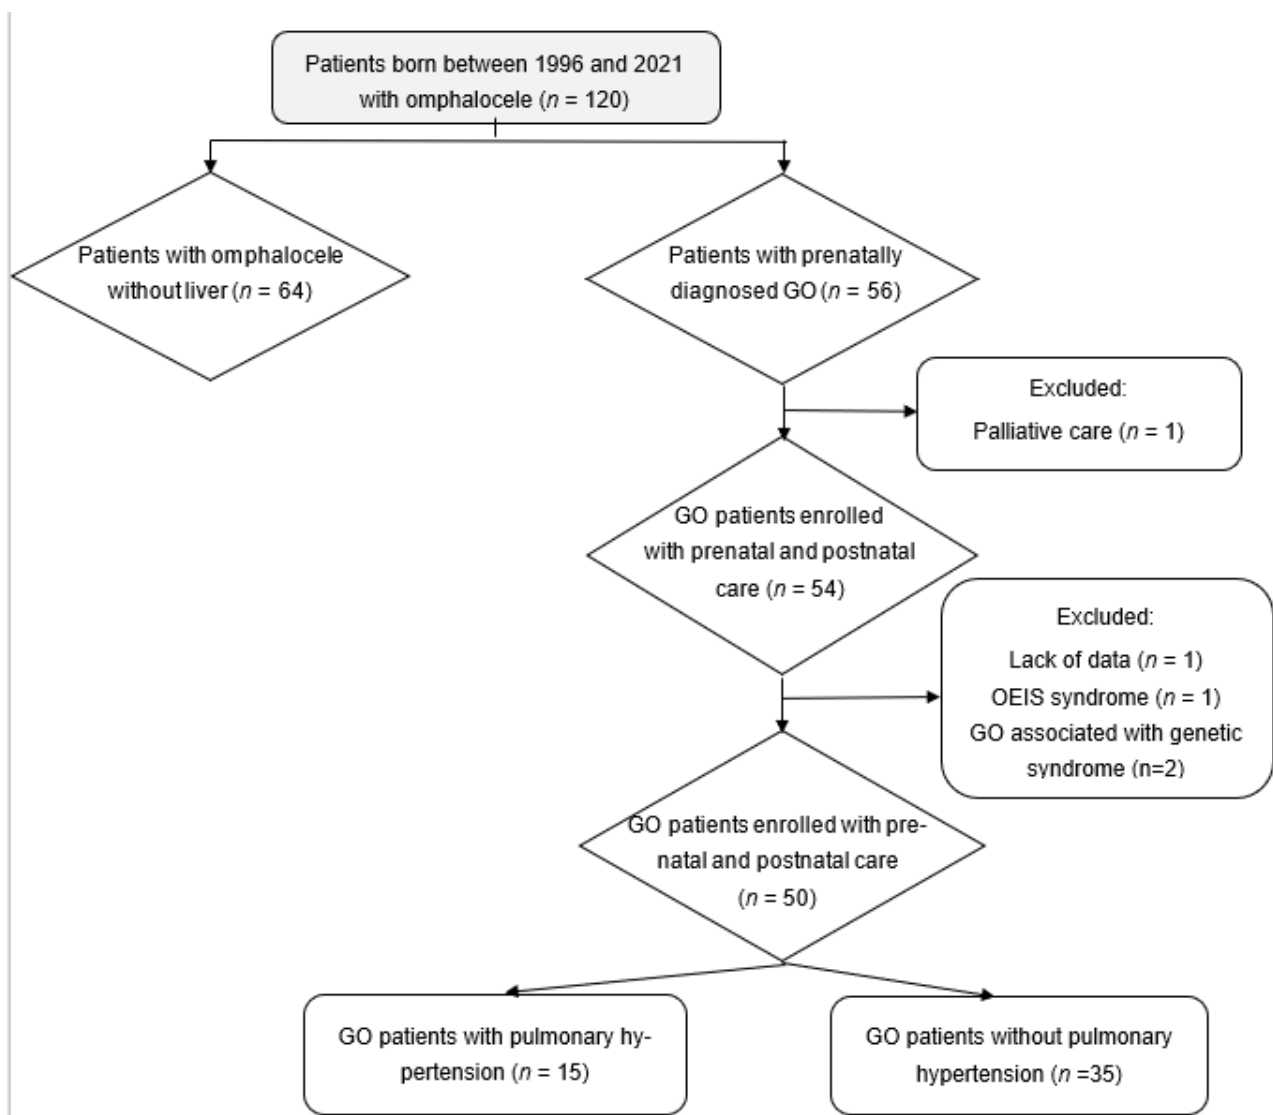 Patients born between 1996 and 2021
with omphalocele (n = 120)
Patients with omphalocele
without liver (n = 64)
Patients with prenatally
diagnosed GO (n = 56)
Excluded:
Palliative care (n = 1)
GO patients enrolled
with prenatal and postnatal
care (n = 54)
Excluded:
Lack of data (n = 1)
OEIS syndrome (n = 1)
GO associated with genetic
syndrome (n=2)
GO patients enrolled with pre-
natal and postnatal care
(n = 50)
GO patients with pulmonary hy-
pertension (n = 15)
GO patients without pulmonary
hypertension (n =35)